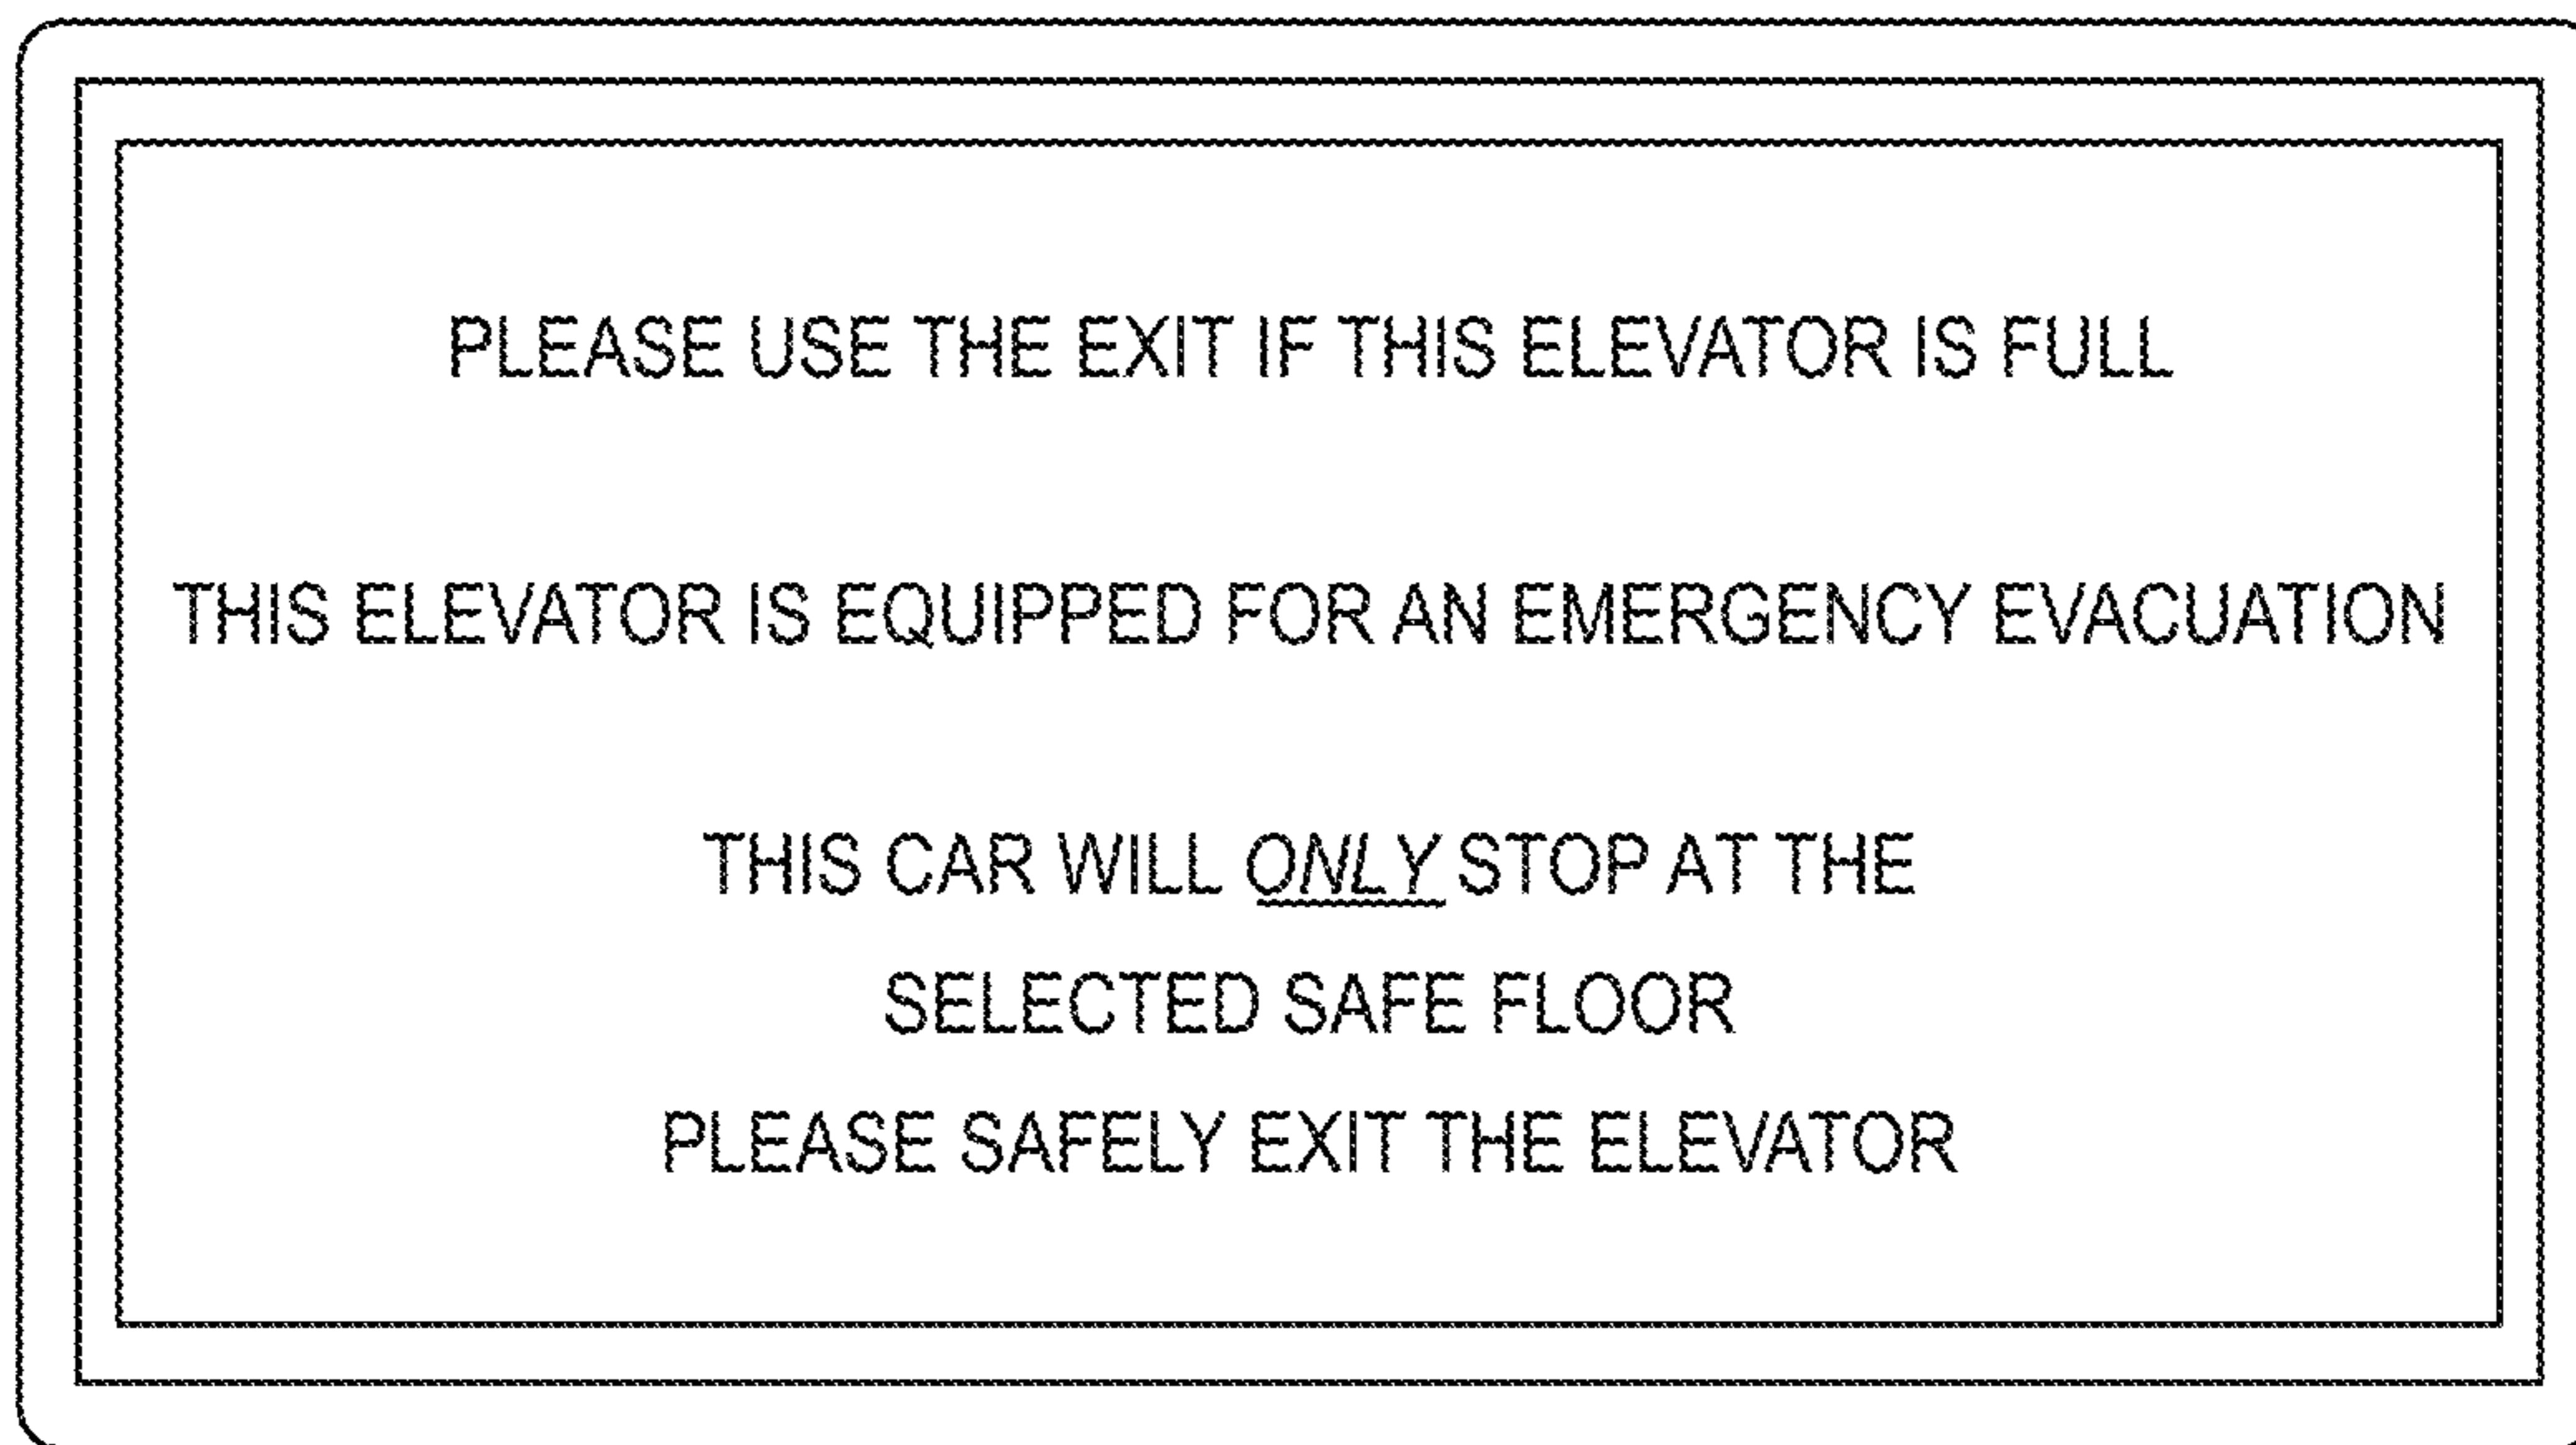 PLEASE USE THE EXIT IF THIS ELEVATOR IS FULL
THIS ELEVATOR IS EQUIPPED FOR AN EMERGENCY EVACUATION
THIS CAR WILL ONLY STOP AT THE
SELECTED SAFE FLOOR
PLEASE SAFELY EXIT THE ELEVATOR